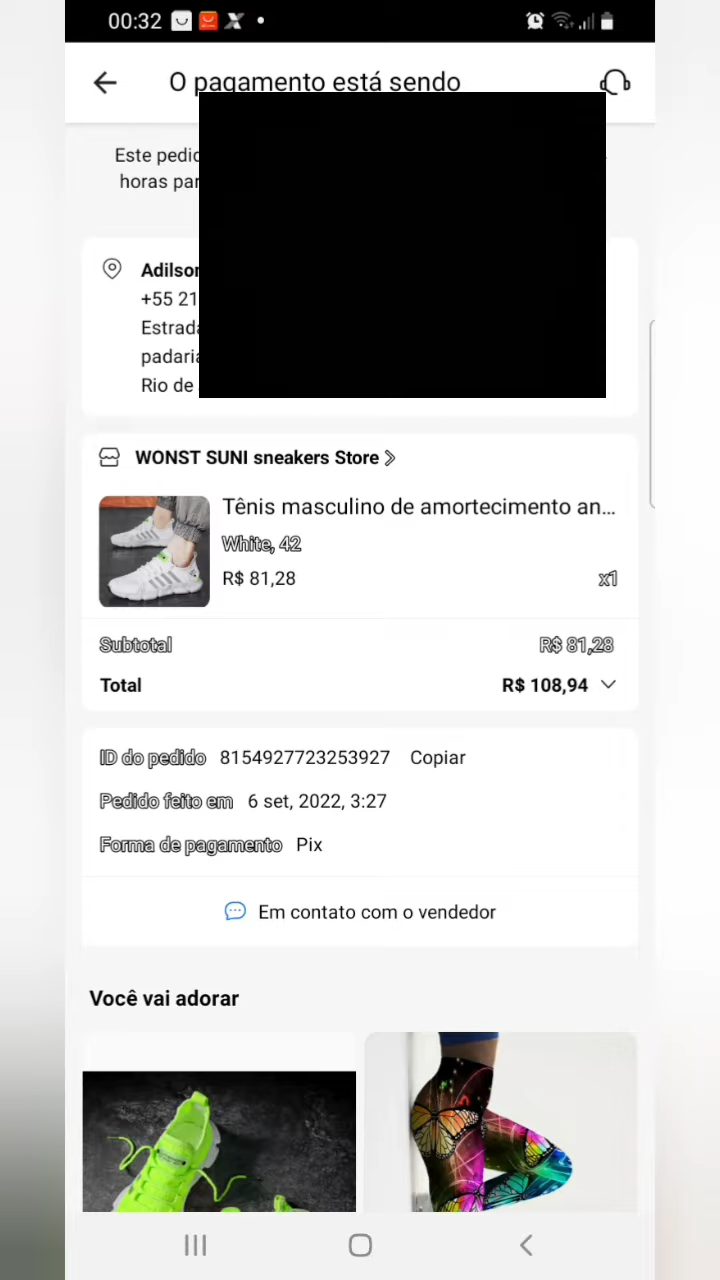 00:32
O pagamento está sendo
Este pedid
horas par
Adilson
+55 21
Estrada
padaria
Rio de
WONST SUNI sneakers Store
Tênis masculino de amortecimento an...
White, 42
R$ 81,28 x1
Subtotal R$ 81,28
Total R$ 108,94
ID do pedido 8154927723253927 Copiar
Pedido feito em 6 set, 2022, 3:27
Forma de pagamento Pix
Em contato com o vendedor
Você vai adorar